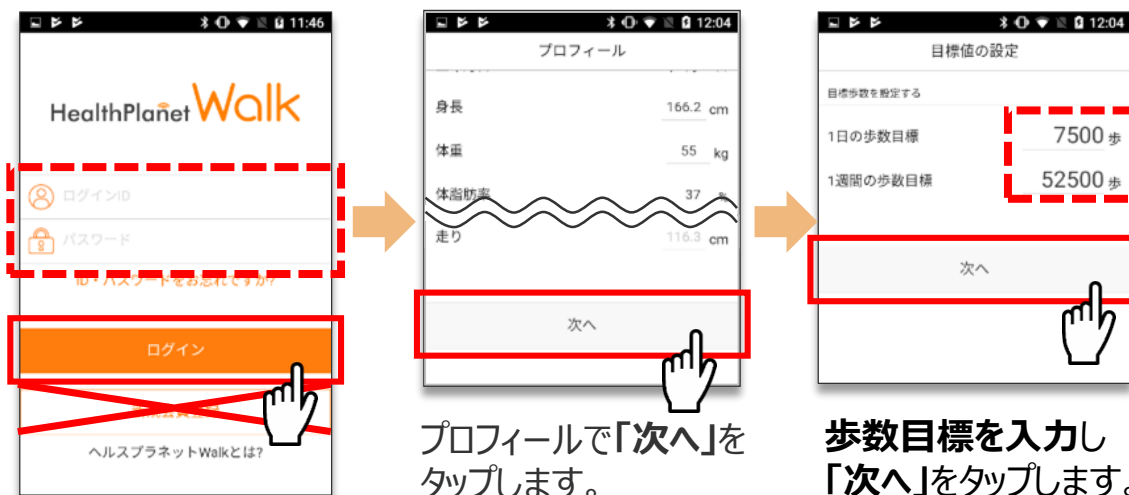 11:46
HealthPlanet Walk
ログインID
パスワード
ID・パスワードをお忘れですか?
ログイン
ヘルスプラネットWalkとは?
12:04
プロフィール
身長 166.2 cm
体重 55 kg
体脂肪率 37 %
走り 116.3 cm
次へ
プロフィールで「次へ」を
タップします。
12:04
目標値の設定
目標歩数を設定する
1日の歩数目標 7500 歩
1週間の歩数目標 52500 歩
次へ
歩数目標を入力し
「次へ」をタップします。